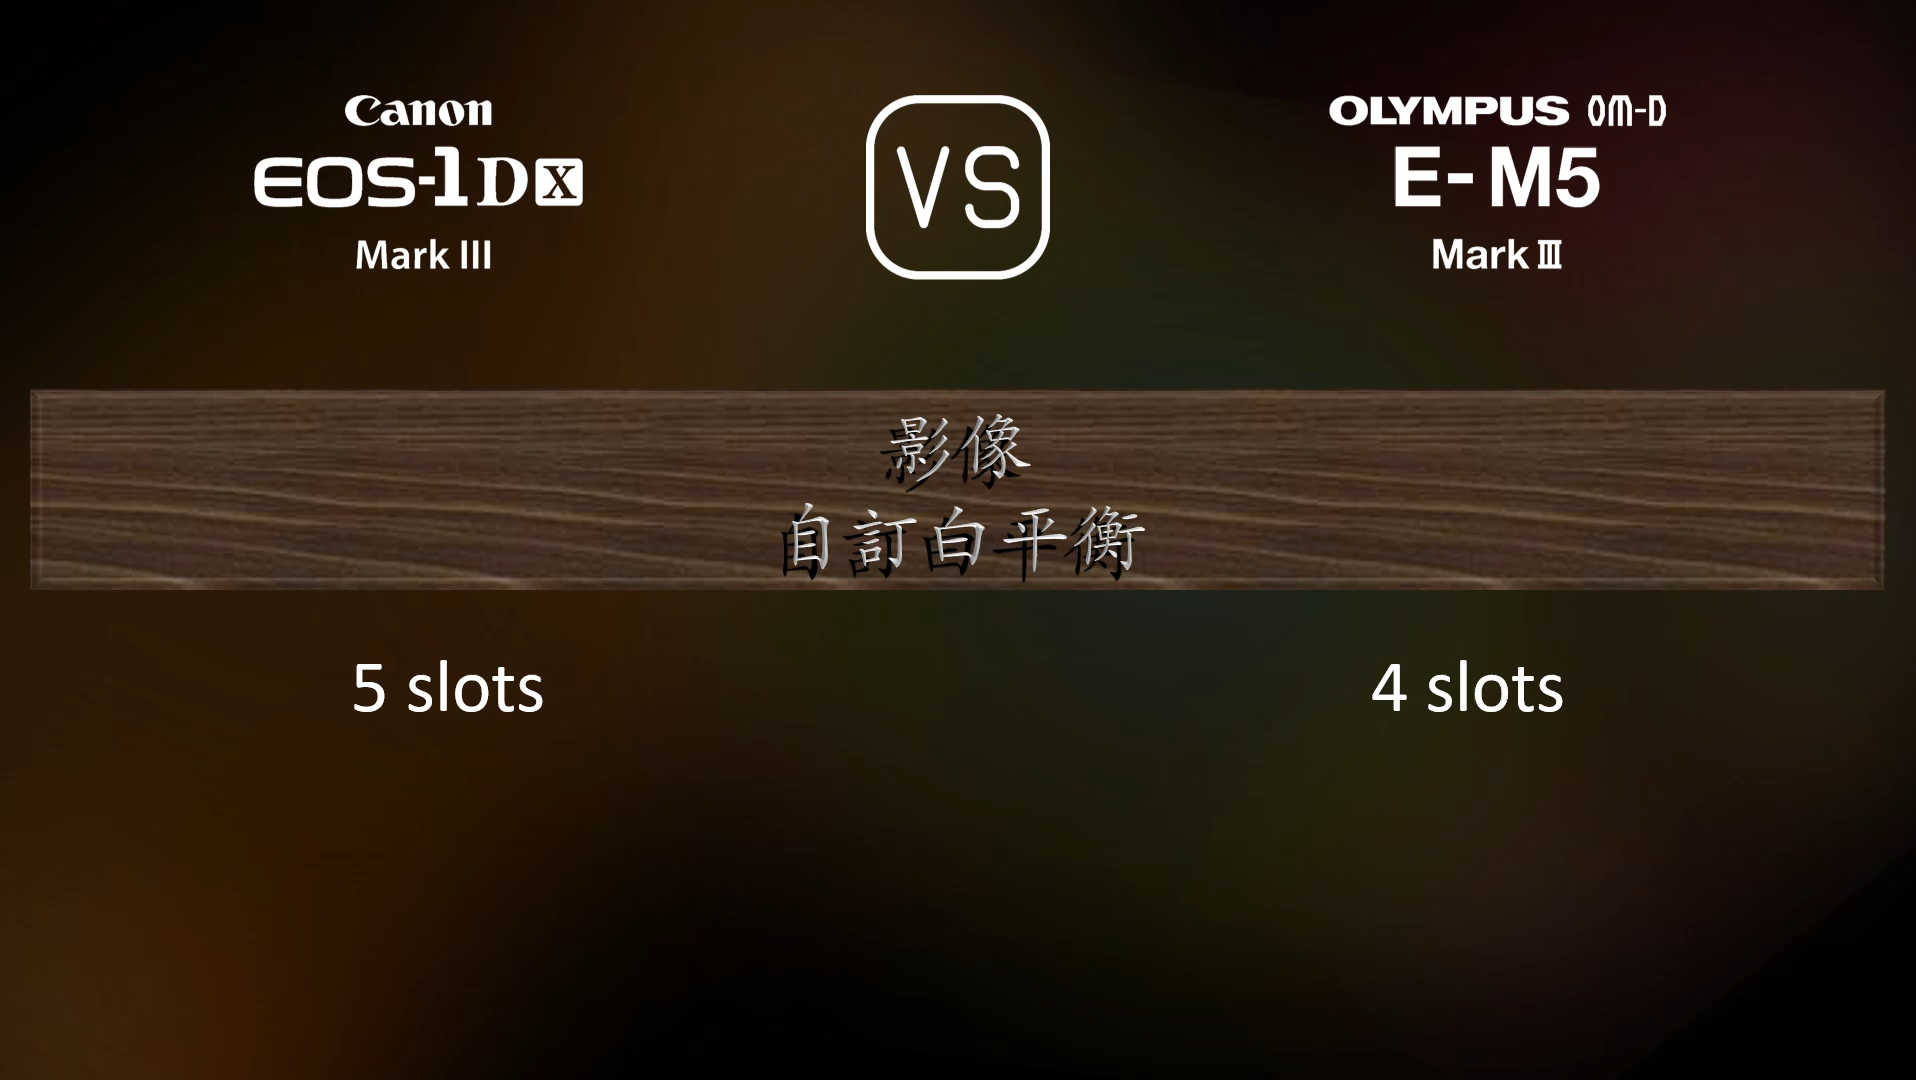 Canon
EOS-1DX
Mark III
VS
OLYMPUS OM-D
E-M5
Mark III
影像
自訂白平衡
5 slots
4 slots